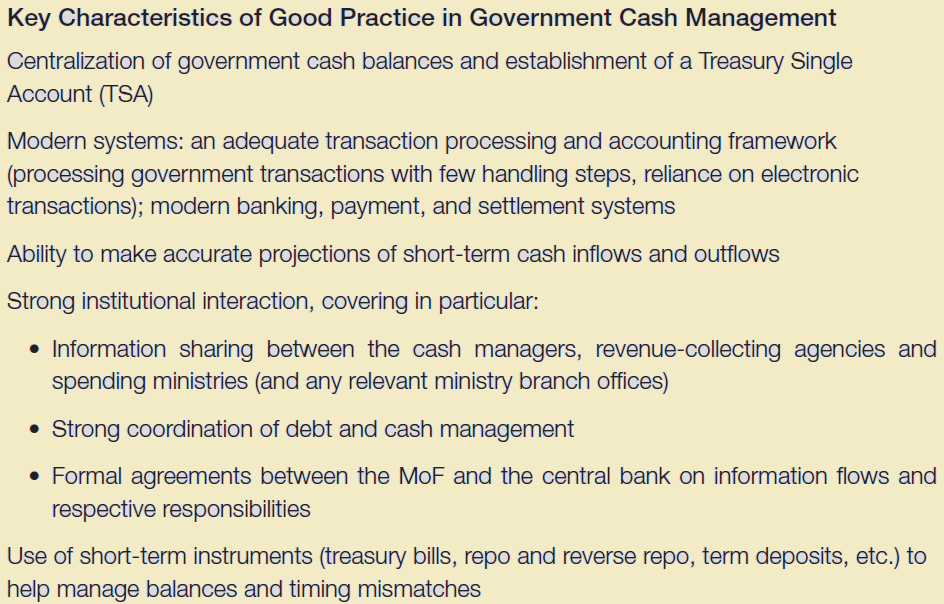 Key Characteristics of Good Practice in Government Cash Management
Centralization of government cash balances and establishment of a Treasury Single
Account (TSA)
Modern systems: an adequate transaction processing and accounting framework
(processing government transactions with few handling steps, reliance on electronic
transactions); modern banking, payment, and settlement systems
Ability to make accurate projections of short-term cash inflows and outflows
Strong institutional interaction, covering in particular:
• Information sharing between the cash managers, revenue-collecting agencies and
spending ministries (and any relevant ministry branch offices)
• Strong coordination of debt and cash management
• Formal agreements between the MoF and the central bank on information flows and
respective responsibilities
Use of short-term instruments (treasury bills, repo and reverse repo, term deposits, etc.) to
help manage balances and timing mismatches